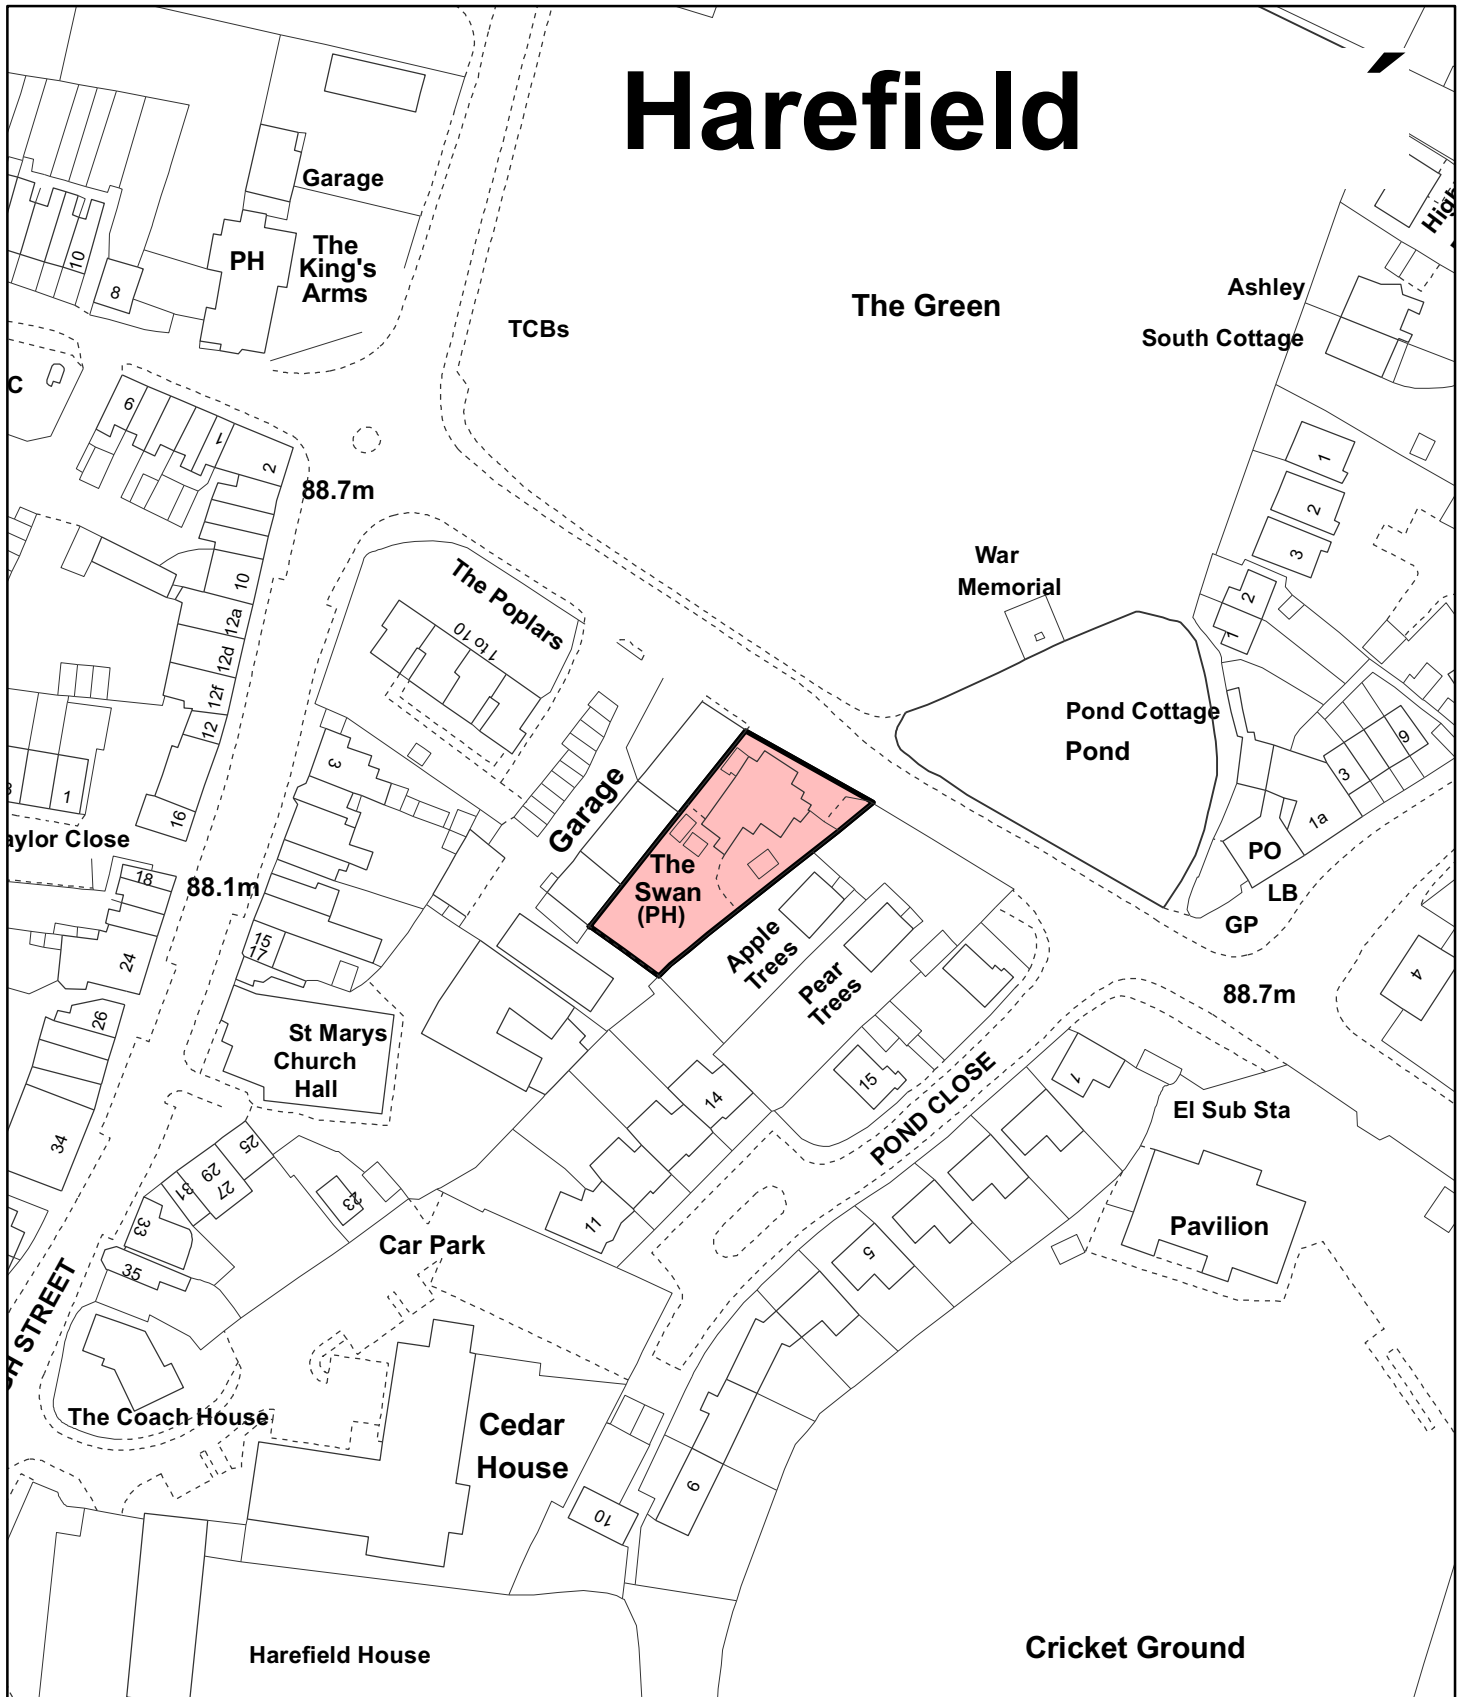 Harefield
Garage
PH
The
King's
Arms
10
8
TCBs
The Green
Ashley
South Cottage
C
6
1
2
88.7m
10
12a
12d
12f
12
16
The Poplars
1 to 10
War
Memorial
1
2
3
2
1
Pond Cottage
Pond
9
3
1a
PO
LB
GP
3
Garage
The
Swan
(PH)
1
aylor Close
18
88.1m
24
15
17
Apple
Trees
Pear
Trees
88.7m
4
26
St Marys
Church
Hall
34
14
15
POND CLOSE
1
El Sub Sta
Pavilion
25
29
27
31
33
35
23
11
5
Car Park
GH STREET
The Coach House
Cedar
House
9
10
Harefield House
Cricket Ground